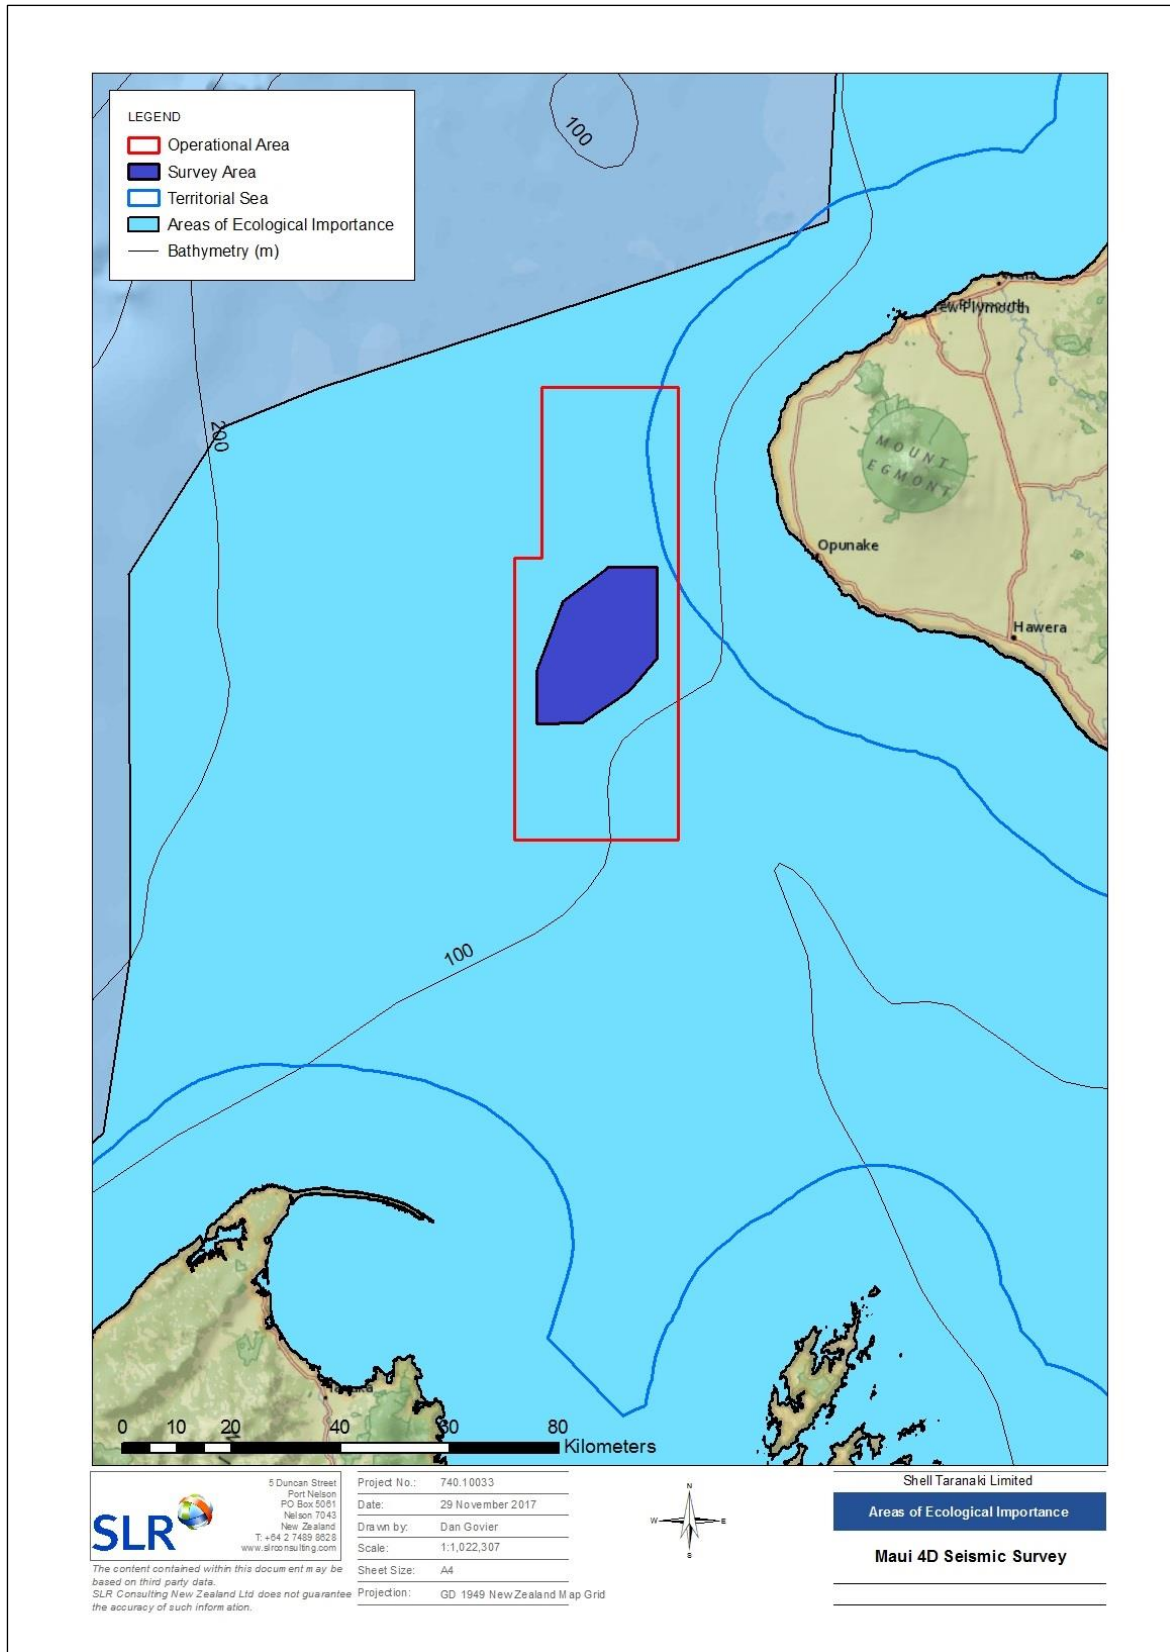 LEGEND
Operational Area
Survey Area
Territorial Sea
Areas of Ecological Importance
Bathymetry (m)
100
200
MOUNT
EGMONT
Opunake
Hawera
100
0 10 20 40 80
Kilometers
SLR
5 Duncan Street
Port Nelson
PO Box 5061
Nelson 7043
New Zealand
T: +64 2 7489 8628
www.slrconsulting.com
The content contained within this document may be
based on third party data.
SLR Consulting New Zealand Ltd does not guarantee
the accuracy of such information.
Project No.: 740.10033
Date: 29 November 2017
Drawn by: Dan Govier
Scale: 1:1,022,307
Sheet Size: A4
Projection: GD 1949 New Zealand Map Grid
N
W E
S
Shell Taranaki Limited
Areas of Ecological Importance
Maui 4D Seismic Survey